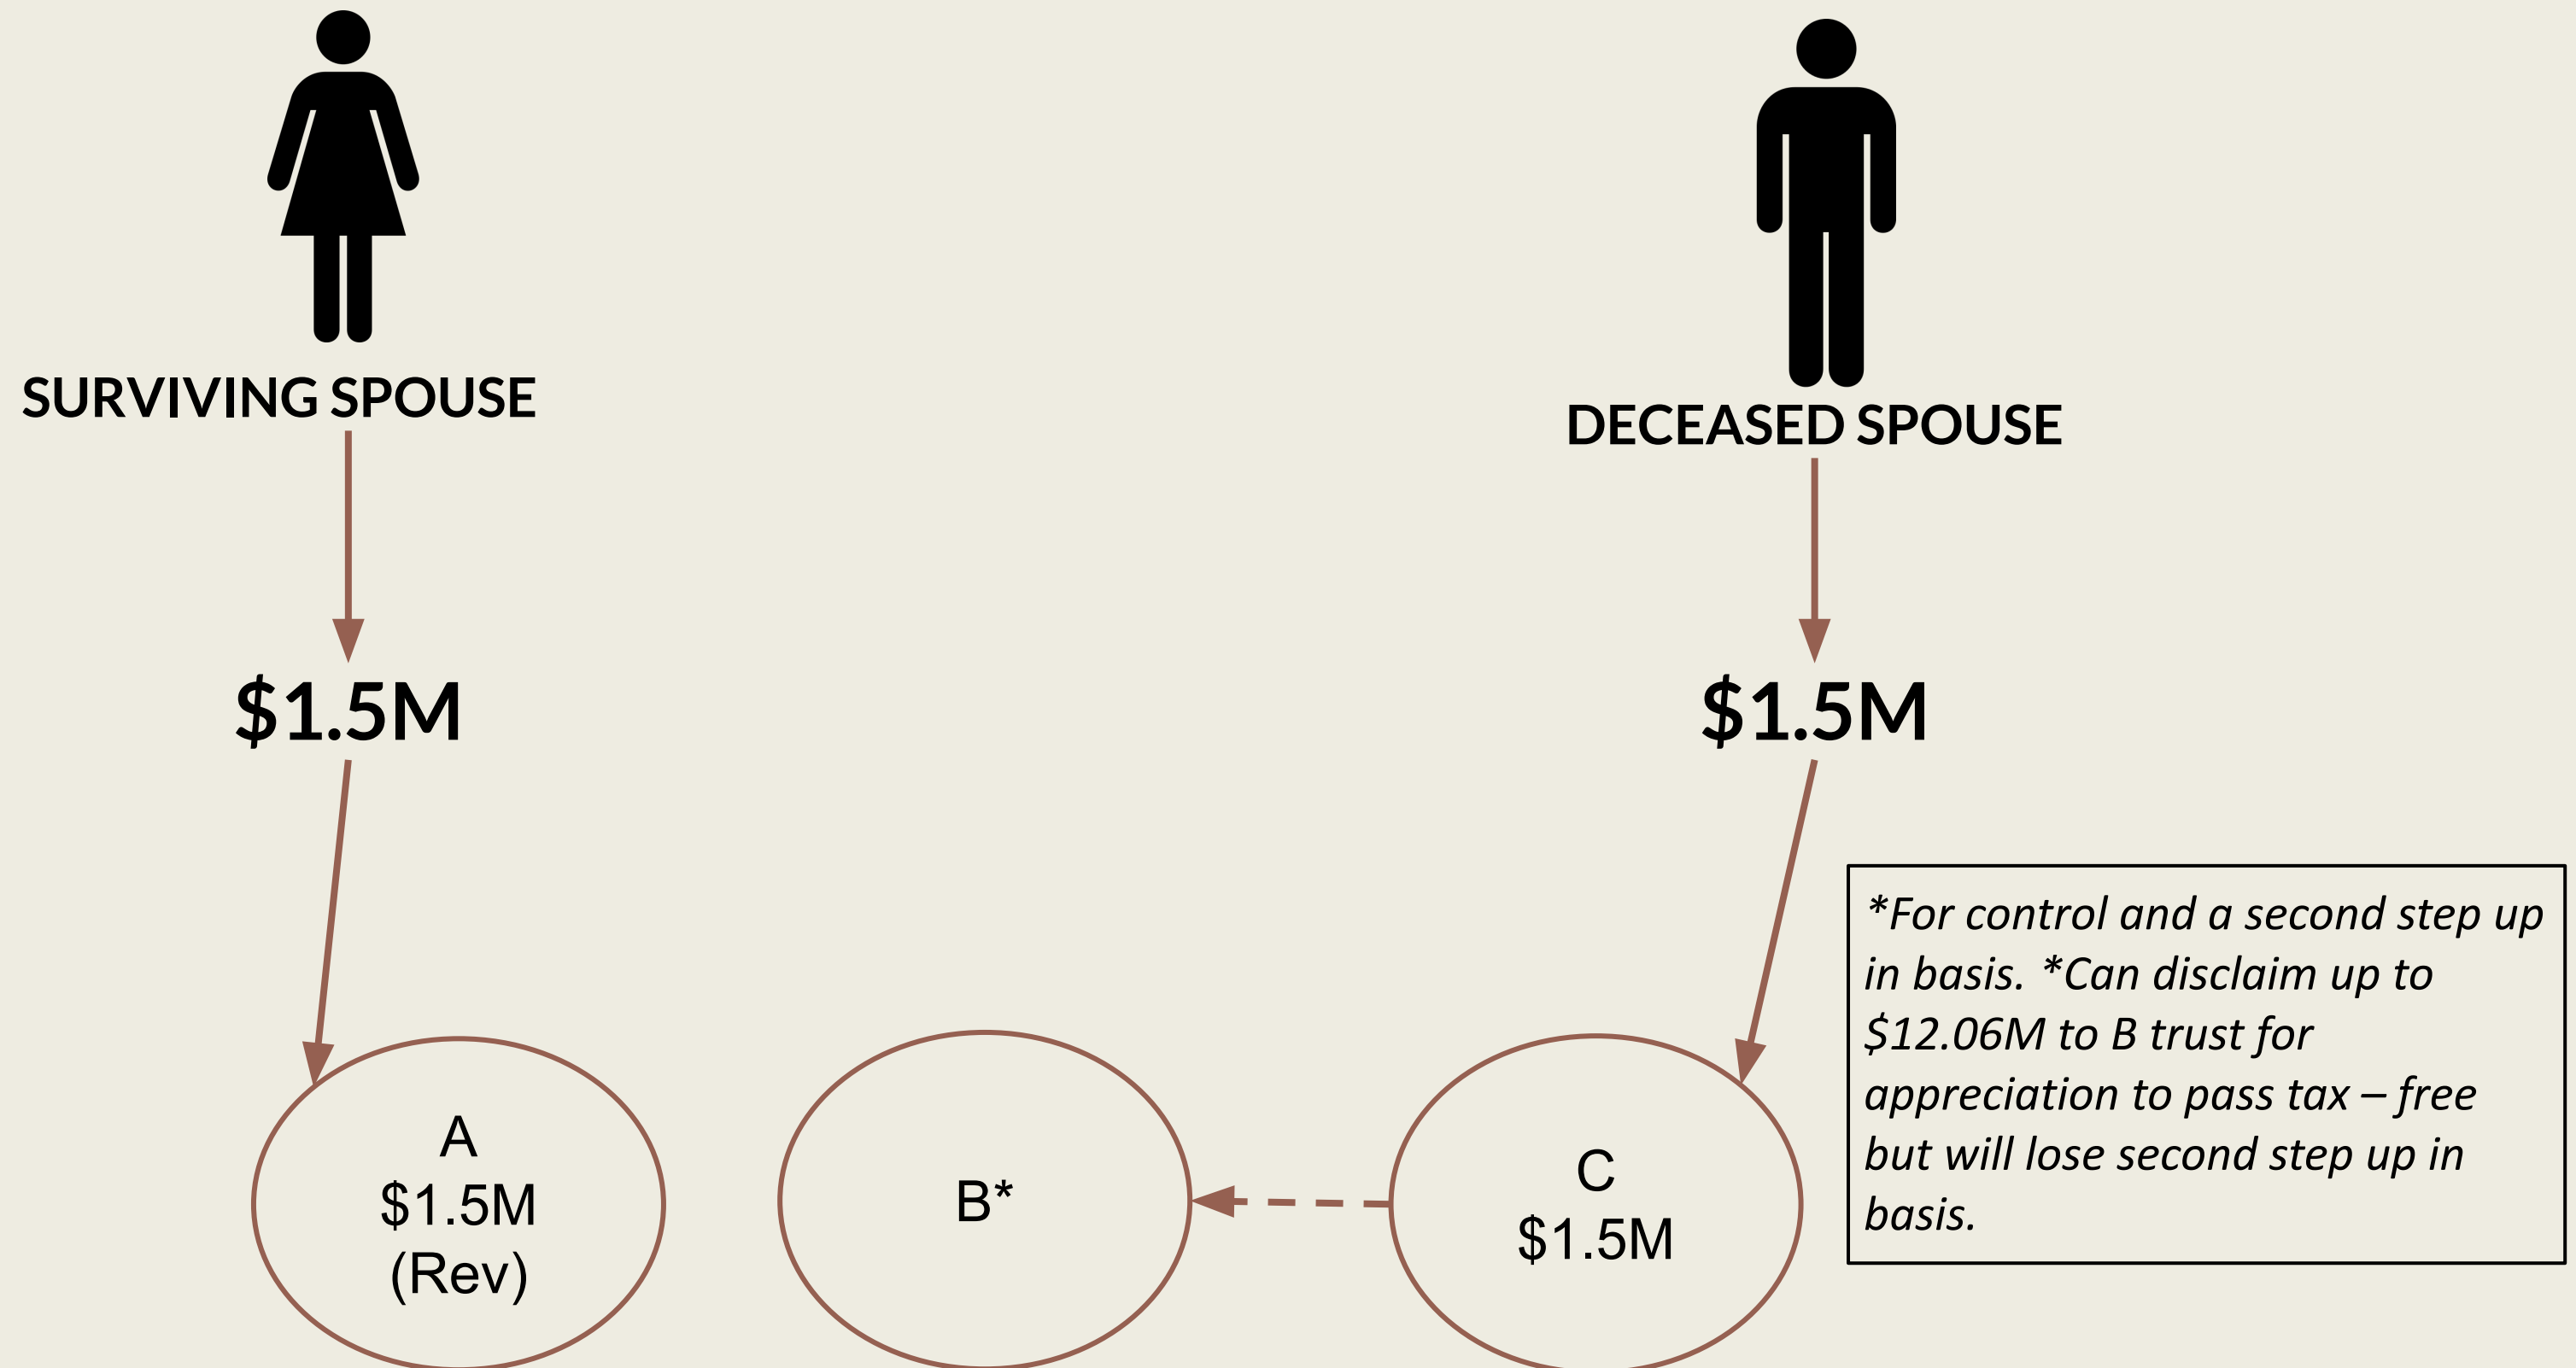 SURVIVING SPOUSE
DECEASED SPOUSE
$1.5M
$1.5M
A
$1.5M
(Rev)
B*
C
$1.5M
*For control and a second step up
in basis. *Can disclaim up to
$12.06M to B trust for
appreciation to pass tax – free
but will lose second step up in
basis.